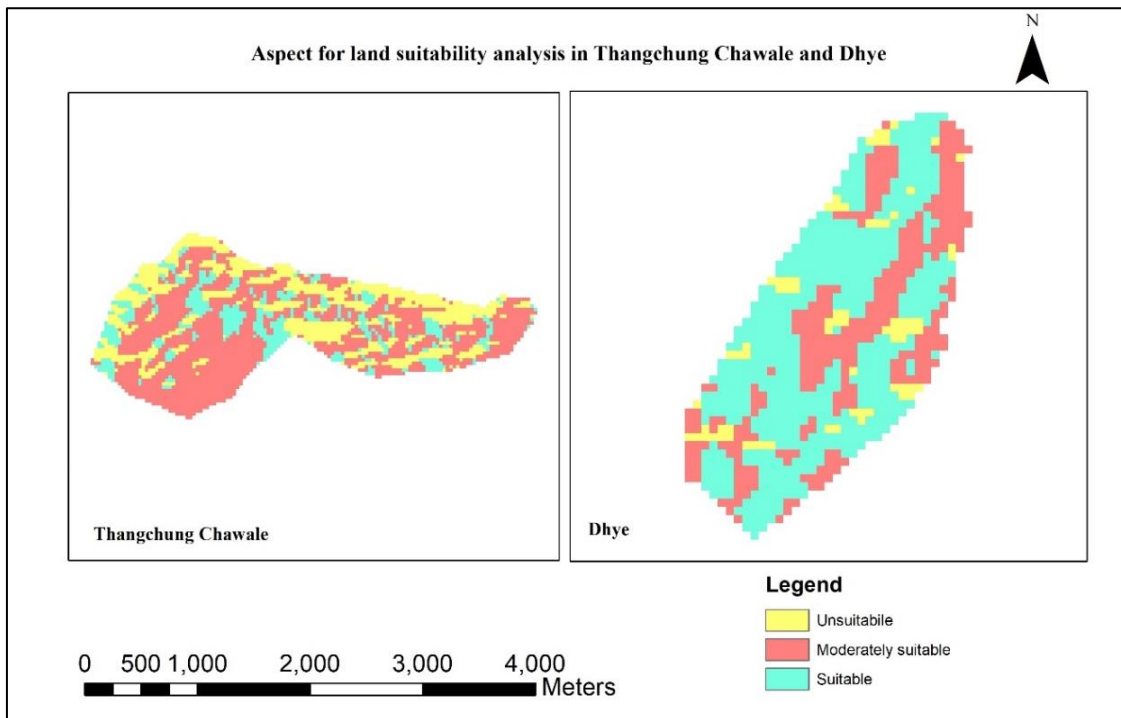 N
Aspect for land suitability analysis in Thangchung Chawale and Dhye
Thangchung Chawale
Dhye
Legend
Unsuitabile
Moderately suitable
Suitable
0 500 1,000 2,000 3,000 4,000
Meters